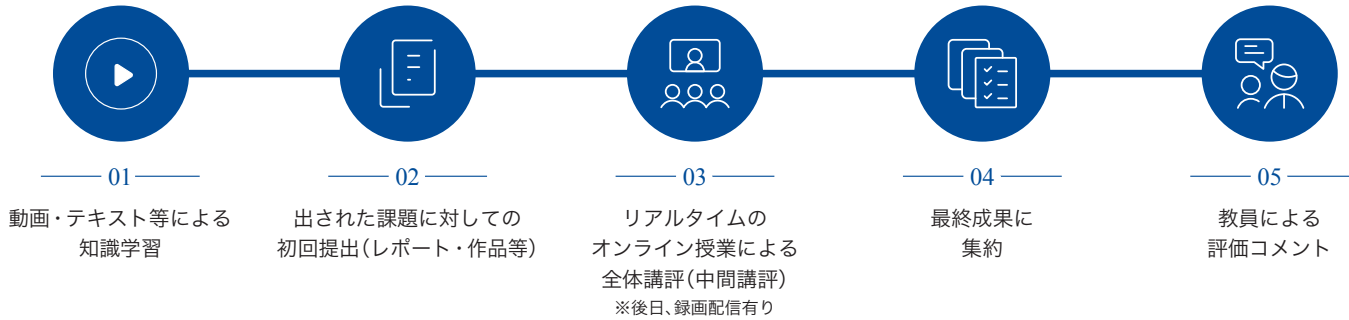 01
動画・テキスト等による
知識学習
02
出された課題に対しての
初回提出(レポート・作品等)
03
リアルタイムの
オンライン授業による
全体講評(中間講評)
※後日、録画配信有り
04
最終成果に
集約
05
教員による
評価コメント